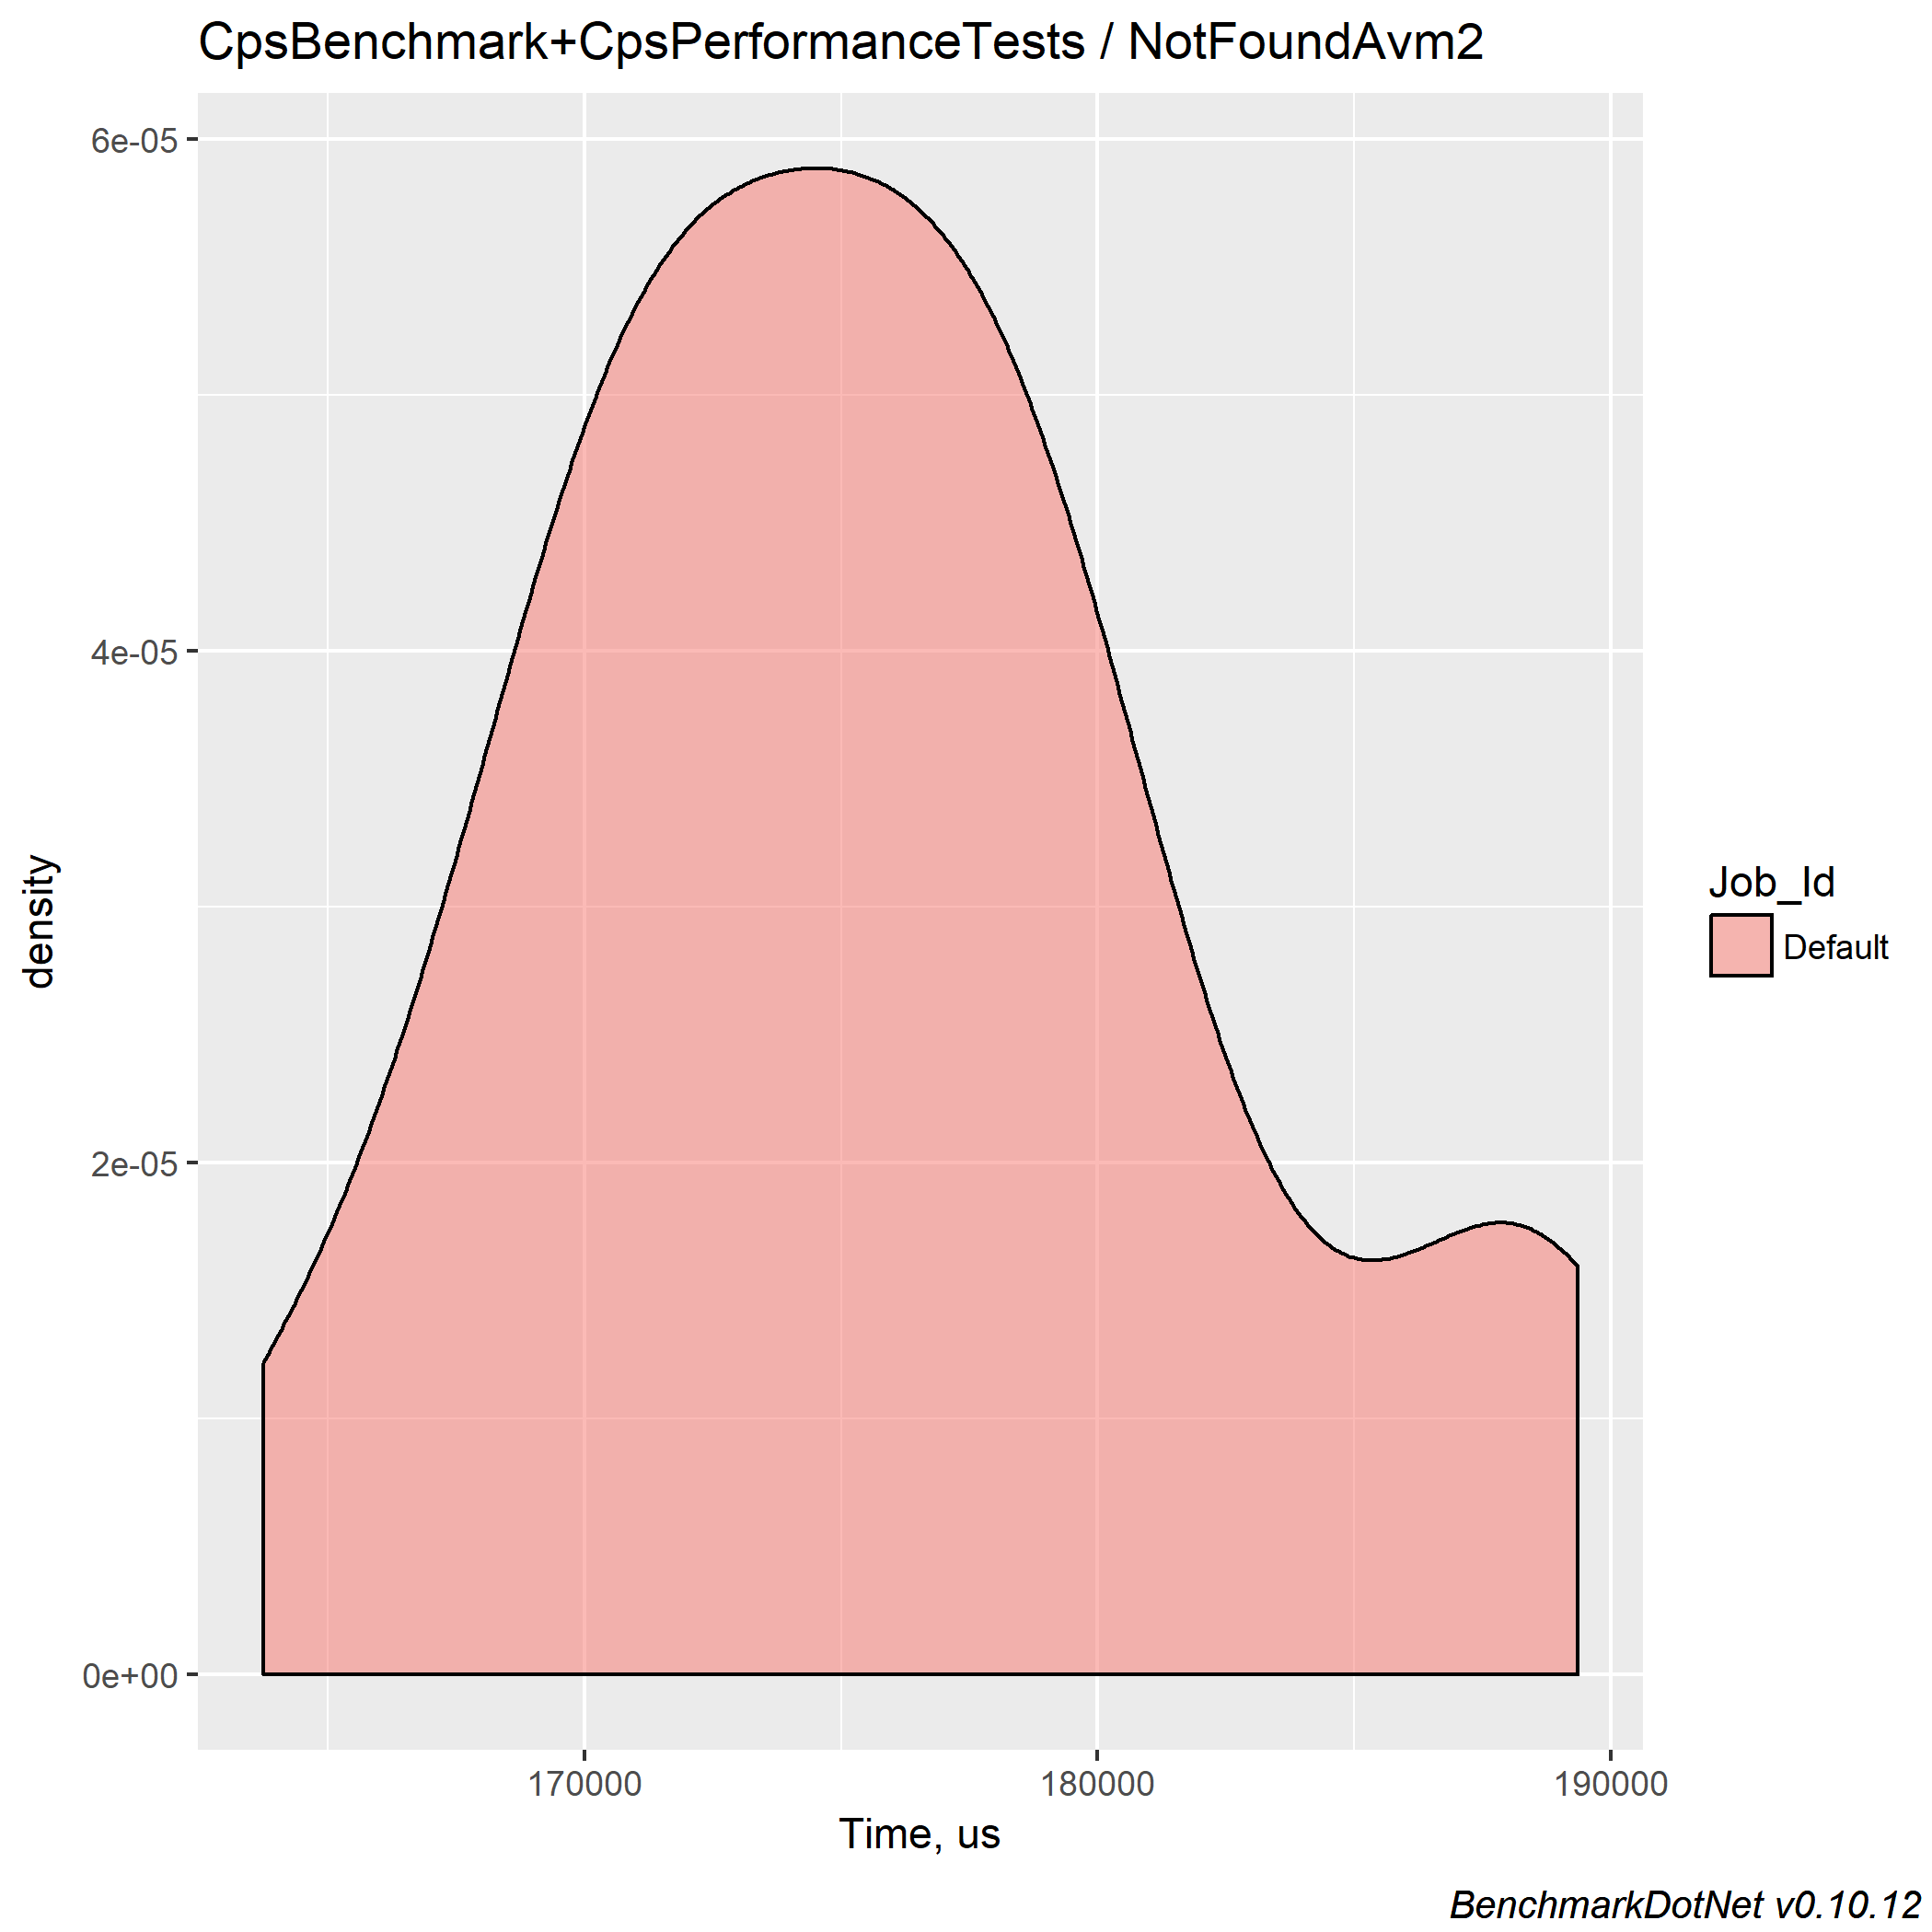 CpsBenchmark+CpsPerformanceTests / NotFoundAvm2
6e-05
4e-05
2e-05
0e+00
density
170000 180000 190000
Time, us
Job_Id
Default
BenchmarkDotNet v0.10.12